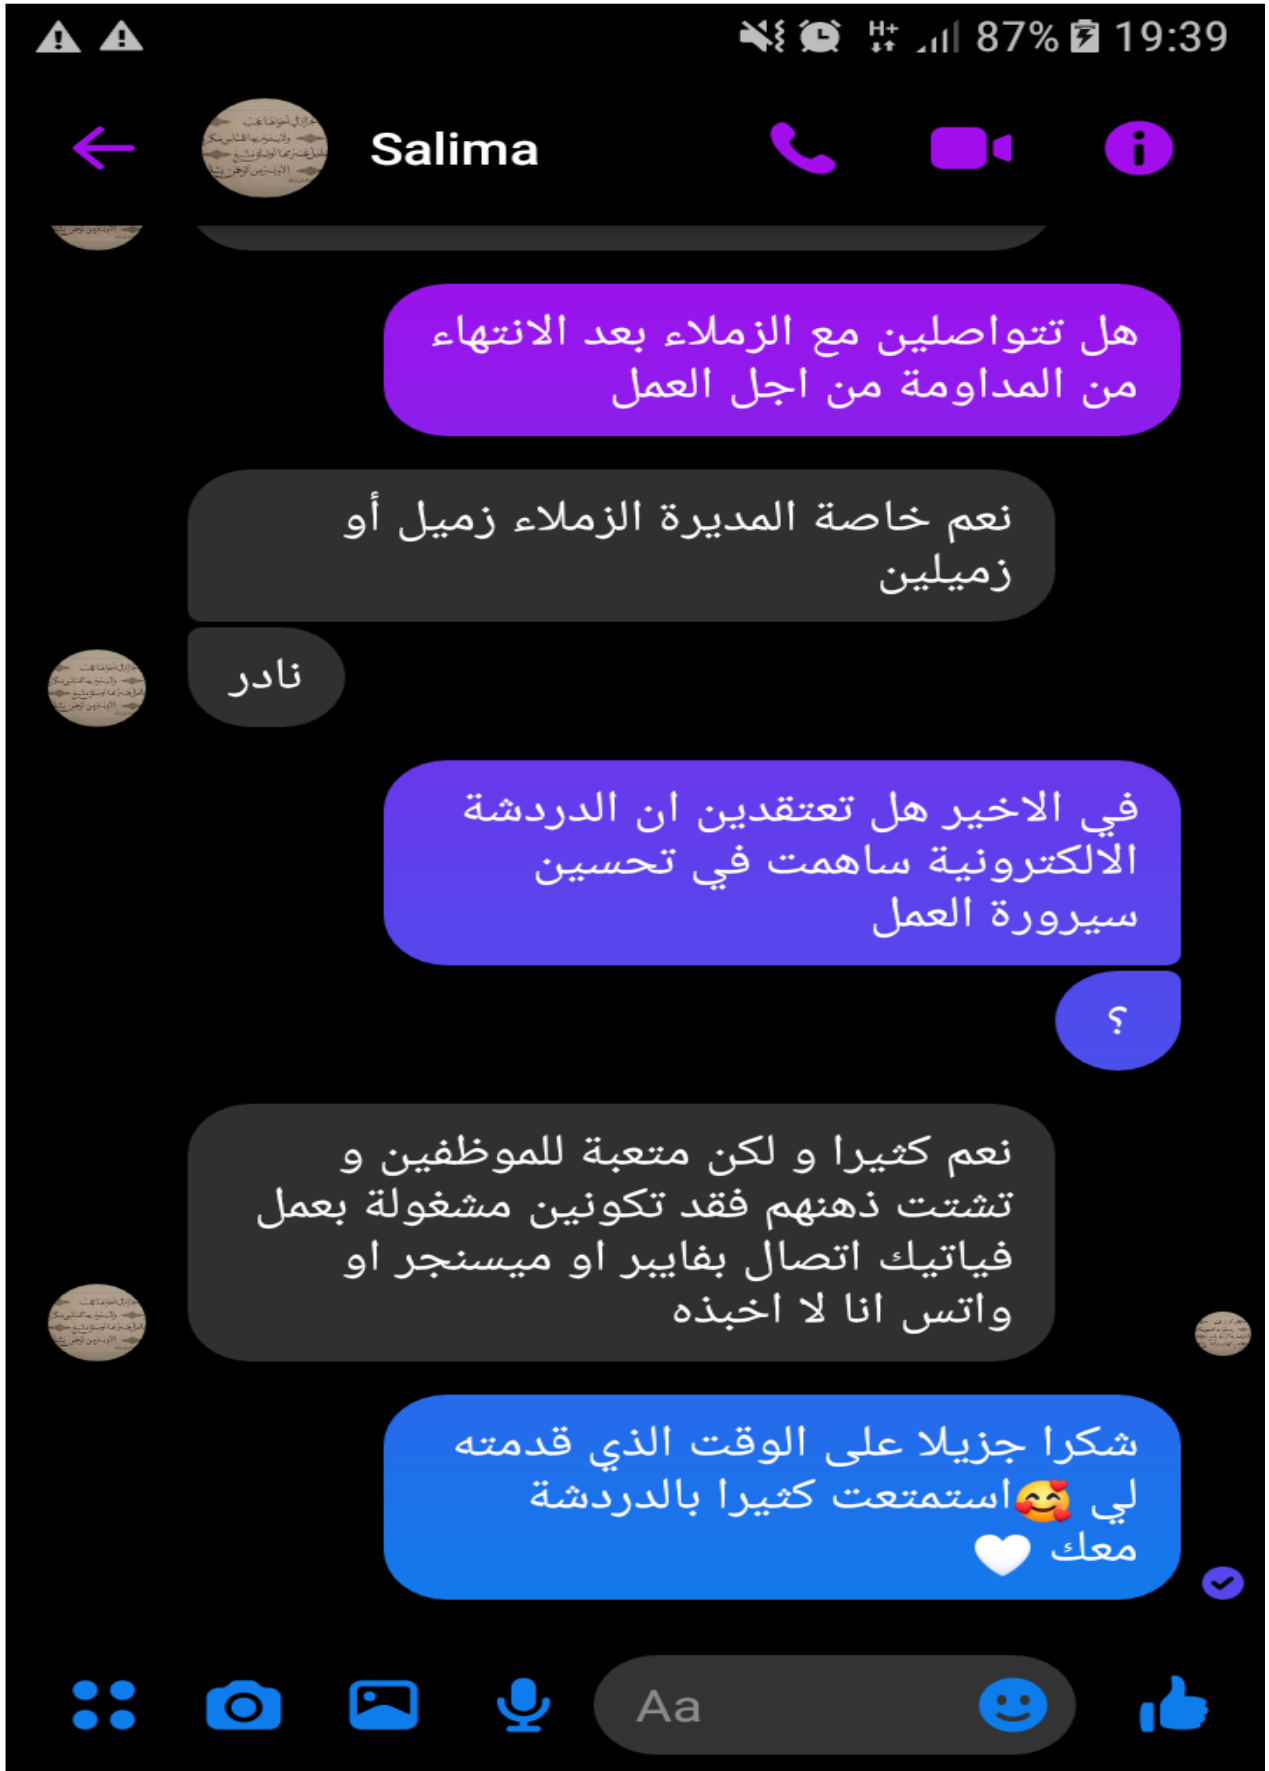 87% 19:39
Salima
هل تتواصلين مع الزملاء بعد الانتهاء
من المداومة من اجل العمل
نعم خاصة المديرة الزملاء زميل أو
زميلين
نادر
في الاخير هل تعتقدين ان الدردشة
الالكترونية ساهمت في تحسين
سيرورة العمل
؟
نعم كثيرا و لكن متعبة للموظفين و
تشتت ذهنهم فقد تكونين مشغولة بعمل
فياتيك اتصال بفايبر او ميسنجر او
واتس انا لا اخبذه
شكرا جزيلا على الوقت الذي قدمته
لي 🥰استمتعت كثيرا بالدردشة
معك 🤍
Aa